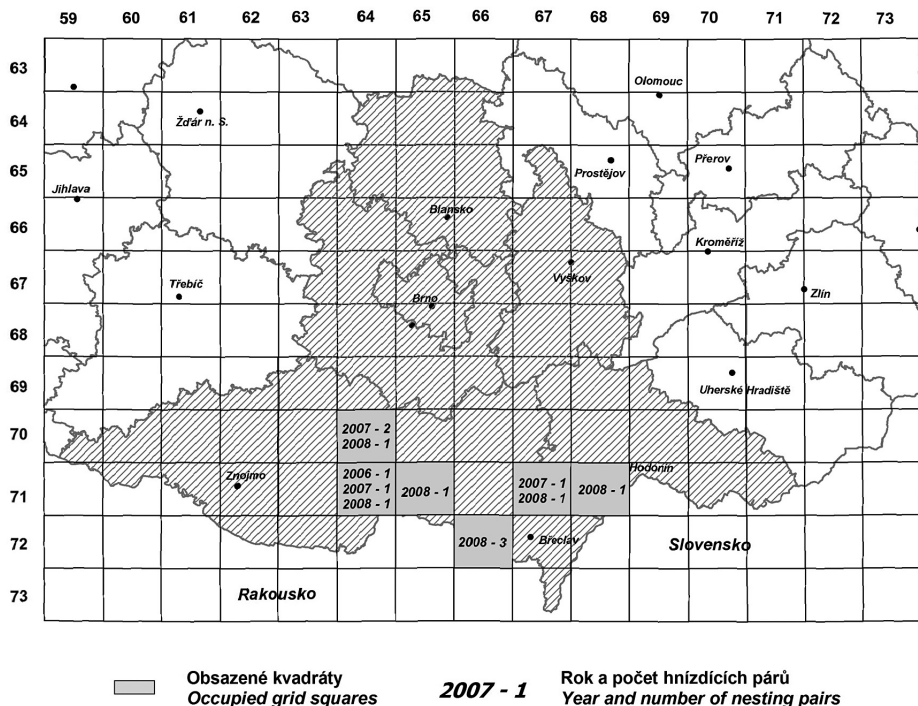 59 60 61 62 63 64 65 66 67 68 69 70 71 72 73
63
Olomouc
64
Žďár n. S.
65
Prostějov
Přerov
Jihlava
66
Blansko
Kroměříž
67
Třebíč
Brno
Vyškov
Zlín
68
69
Uherské Hradiště
70
2007 - 2
2008 - 1
71
Znojmo
2006 - 1
2007 - 1
2008 - 1
2008 - 1
2007 - 1
2008 - 1
2008 - 1
Hodonín
72
2008 - 3
Břeclav
Slovensko
73
Rakousko
Obsazené kvadráty
Occupied grid squares
2007 - 1
Rok a počet hnízdících párů
Year and number of nesting pairs